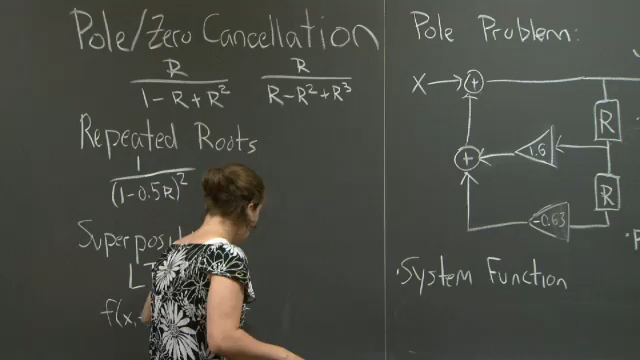 Pole/Zero Cancellation
R
1 - R + R²
R
R - R² + R³
Repeated Roots
1
(1 - 0.5R)²
f(x,
Pole Problem:
X
+
R
+
1.6
R
-0.63
·System Function